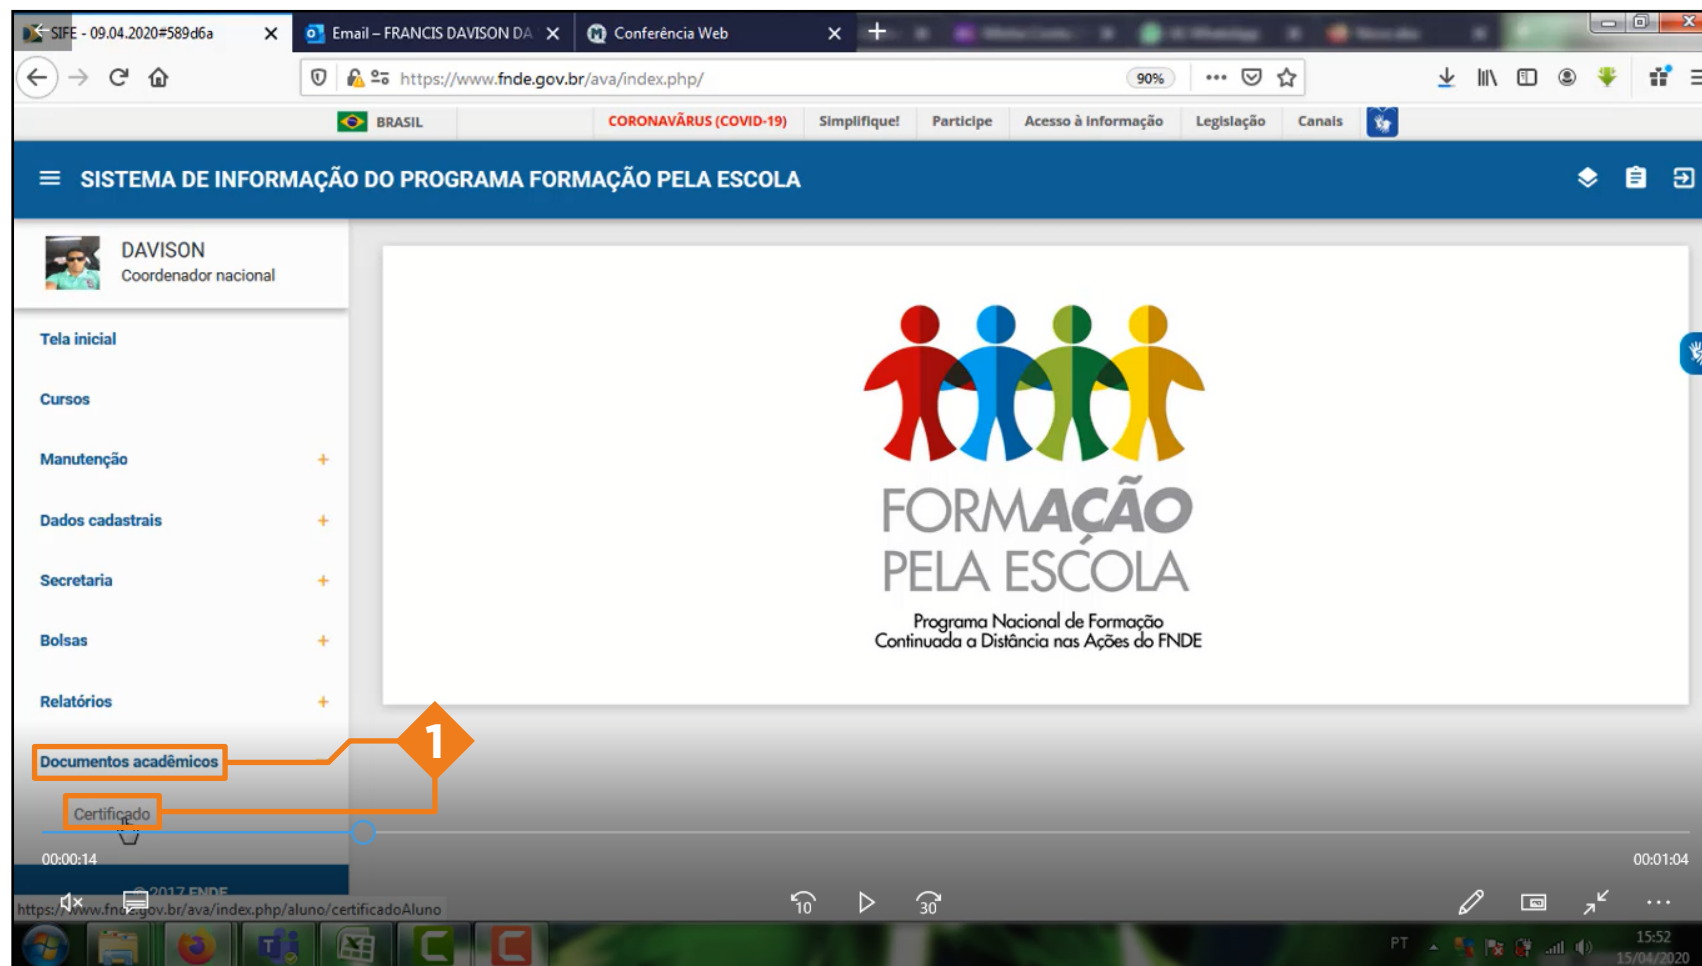 SIFE - 09.04.2020#589d6a
Email – FRANCIS DAVISON DA
Conferência Web
https://www.fnde.gov.br/ava/index.php/
90%
BRASIL
CORONAVÃRUS (COVID-19)
Simplifique!
Participe
Acesso à informação
Legislação
Canais
SISTEMA DE INFORMAÇÃO DO PROGRAMA FORMAÇÃO PELA ESCOLA
DAVISON
Coordenador nacional
Tela inicial
Cursos
Manutenção +
Dados cadastrais +
Secretaria +
Bolsas +
Relatórios +
Documentos acadêmicos
Certificado
1
FORMAÇÃO
PELA ESCOLA
Programa Nacional de Formação
Continuada a Distância nas Ações do FNDE
00:00:14
00:01:04
© 2017 FNDE
https://www.fnde.gov.br/ava/index.php/aluno/certificadoAluno
10
30
PT
15:52
15/04/2020